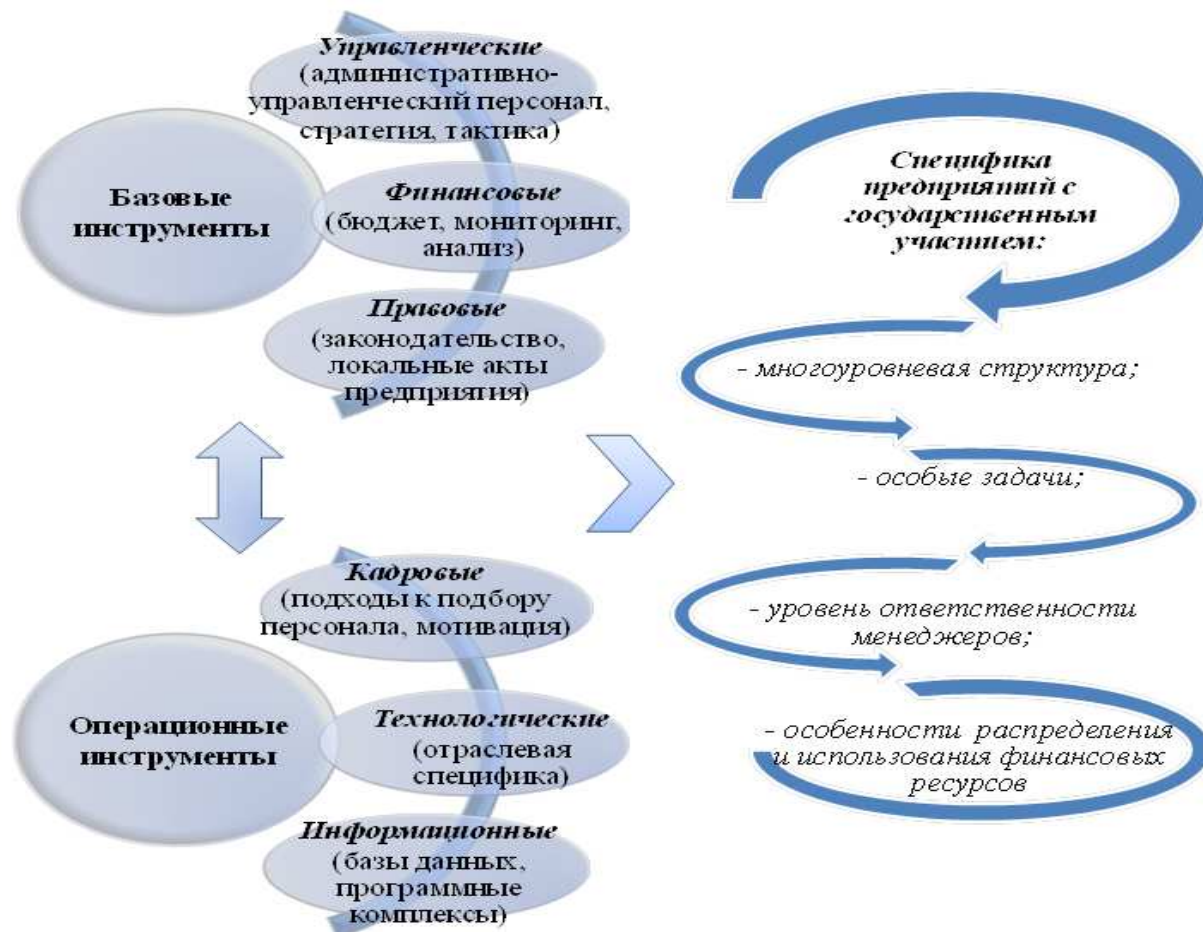 Управленческие
(административно-
управленческий персонал,
стратегия, тактика)
Базовые
инструменты
Финансовые
(бюджет, мониторинг,
анализ)
Правовые
(законодательство,
локальные акты
предприятия)
Кадровые
(подходы к подбору
персонала, мотивация)
Операционные
инструменты
Технологические
(отраслевая
специфика)
Информационные
(базы данных,
программные
комплексы)
Специфика
предприятий с
государственным
участием:
- многоуровневая структура;
- особые задачи;
- уровень ответственности
менеджеров;
- особенности распределения
и использования финансовых
ресурсов